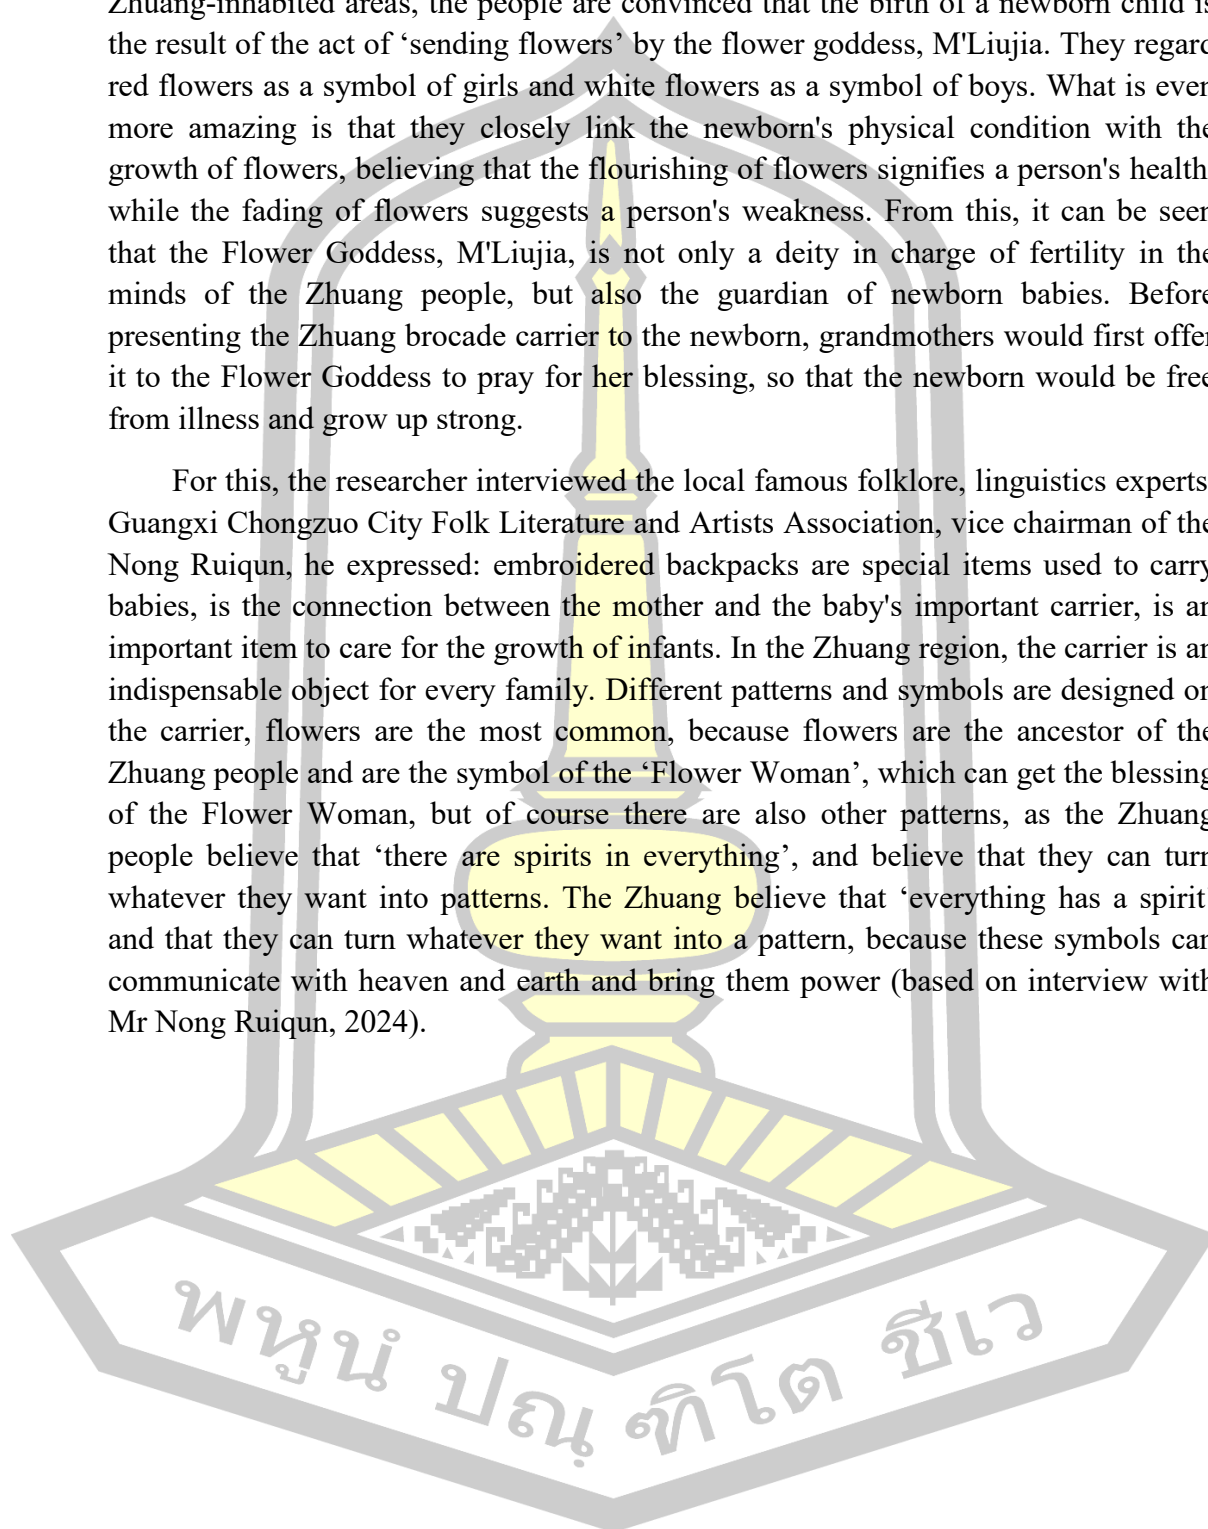 Zhuang-inhabited areas, the people are convinced that the birth of a newborn child is
the result of the act of ‘sending flowers’ by the flower goddess, M'Liujia. They regard
red flowers as a symbol of girls and white flowers as a symbol of boys. What is even
more amazing is that they closely link the newborn's physical condition with the
growth of flowers, believing that the flourishing of flowers signifies a person's health
while the fading of flowers suggests a person's weakness. From this, it can be seen
that the Flower Goddess, M'Liujia, is not only a deity in charge of fertility in the
minds of the Zhuang people, but also the guardian of newborn babies. Before
presenting the Zhuang brocade carrier to the newborn, grandmothers would first offer
it to the Flower Goddess to pray for her blessing, so that the newborn would be free
from illness and grow up strong.
For this, the researcher interviewed the local famous folklore, linguistics experts
Guangxi Chongzuo City Folk Literature and Artists Association, vice chairman of the
Nong Ruiqun, he expressed: embroidered backpacks are special items used to carry
babies, is the connection between the mother and the baby's important carrier, is an
important item to care for the growth of infants. In the Zhuang region, the carrier is an
indispensable object for every family. Different patterns and symbols are designed on
the carrier, flowers are the most common, because flowers are the ancestor of the
Zhuang people and are the symbol of the ‘Flower Woman’, which can get the blessing
of the Flower Woman, but of course there are also other patterns, as the Zhuang
people believe that ‘there are spirits in everything’, and believe that they can turn
whatever they want into patterns. The Zhuang believe that ‘everything has a spirit’
and that they can turn whatever they want into a pattern, because these symbols can
communicate with heaven and earth and bring them power (based on interview with
Mr Nong Ruiqun, 2024).
พหูนํ ปณฺฑิโต ชีเว